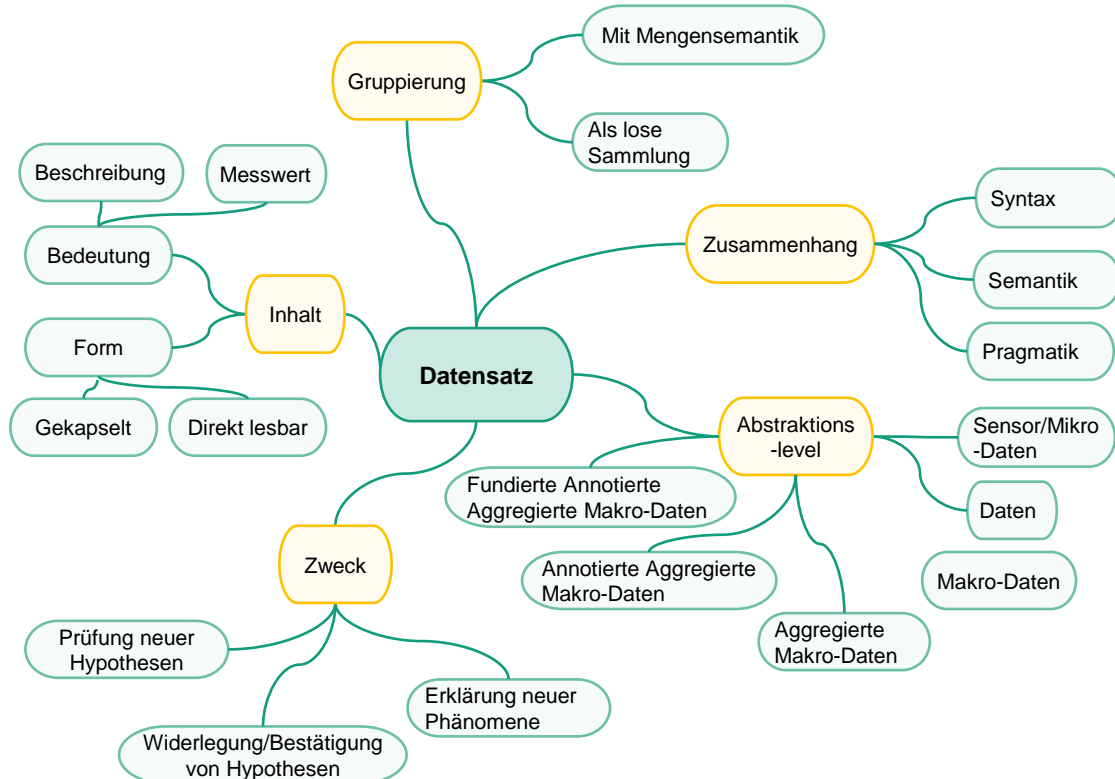 Mit Mengensemantik
Gruppierung
Als lose
Sammlung
Beschreibung
Messwert
Bedeutung
Syntax
Zusammenhang
Semantik
Pragmatik
Inhalt
Form
Gekapselt
Direkt lesbar
Datensatz
Abstraktions
-level
Sensor/Mikro
-Daten
Daten
Makro-Daten
Fundierte Annotierte
Aggregierte Makro-Daten
Annotierte Aggregierte
Makro-Daten
Aggregierte
Makro-Daten
Zweck
Prüfung neuer
Hypothesen
Widerlegung/Bestätigung
von Hypothesen
Erklärung neuer
Phänomene